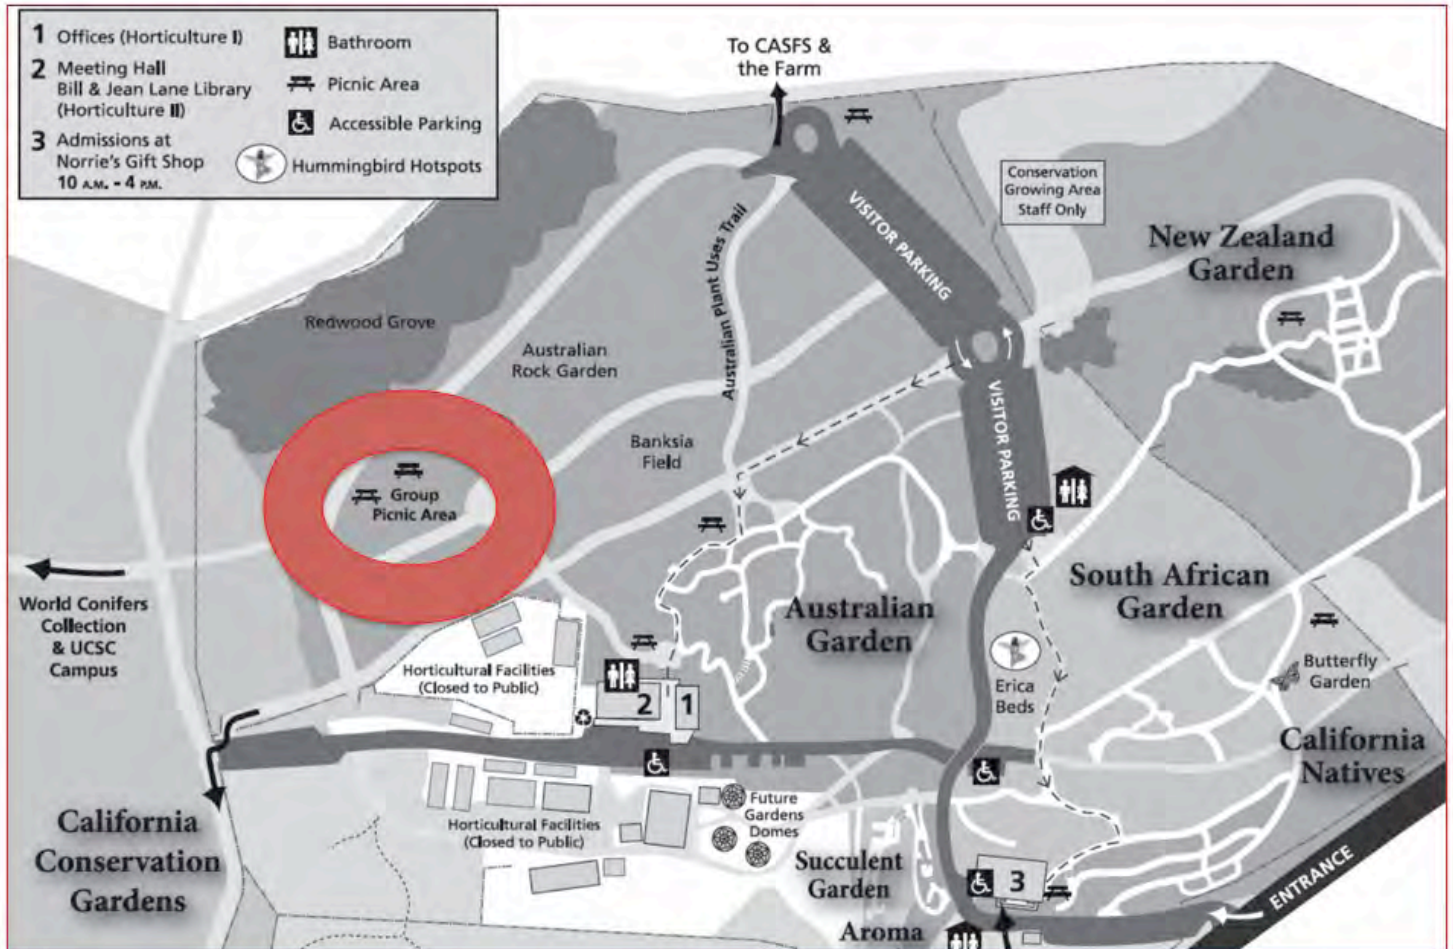 1 Offices (Horticulture I)
2 Meeting Hall
Bill & Jean Lane Library
(Horticulture II)
3 Admissions at
Norrie's Gift Shop
10 A.M. - 4 P.M.
Bathroom
Picnic Area
Accessible Parking
Hummingbird Hotspots
To CASFS &
the Farm
VISITOR PARKING
Conservation
Growing Area
Staff Only
New Zealand
Garden
Australian Plant Uses Trail
Redwood Grove
Australian
Rock Garden
VISITOR PARKING
Banksia
Field
Group
Picnic Area
World Conifers
Collection
& UCSC
Campus
South African
Garden
Australian
Garden
Horticultural Facilities
(Closed to Public)
2
1
Erica
Beds
Butterfly
Garden
California
Natives
California
Conservation
Gardens
Horticultural Facilities
(Closed to Public)
Future
Gardens
Domes
Succulent
Garden
3
ENTRANCE
Aroma